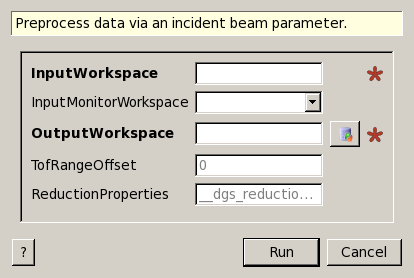 Preprocess data via an incident beam parameter.
InputWorkspace
InputMonitorWorkspace
OutputWorkspace
TofRangeOffset 0
ReductionProperties __dgs_reductio...
? Run Cancel